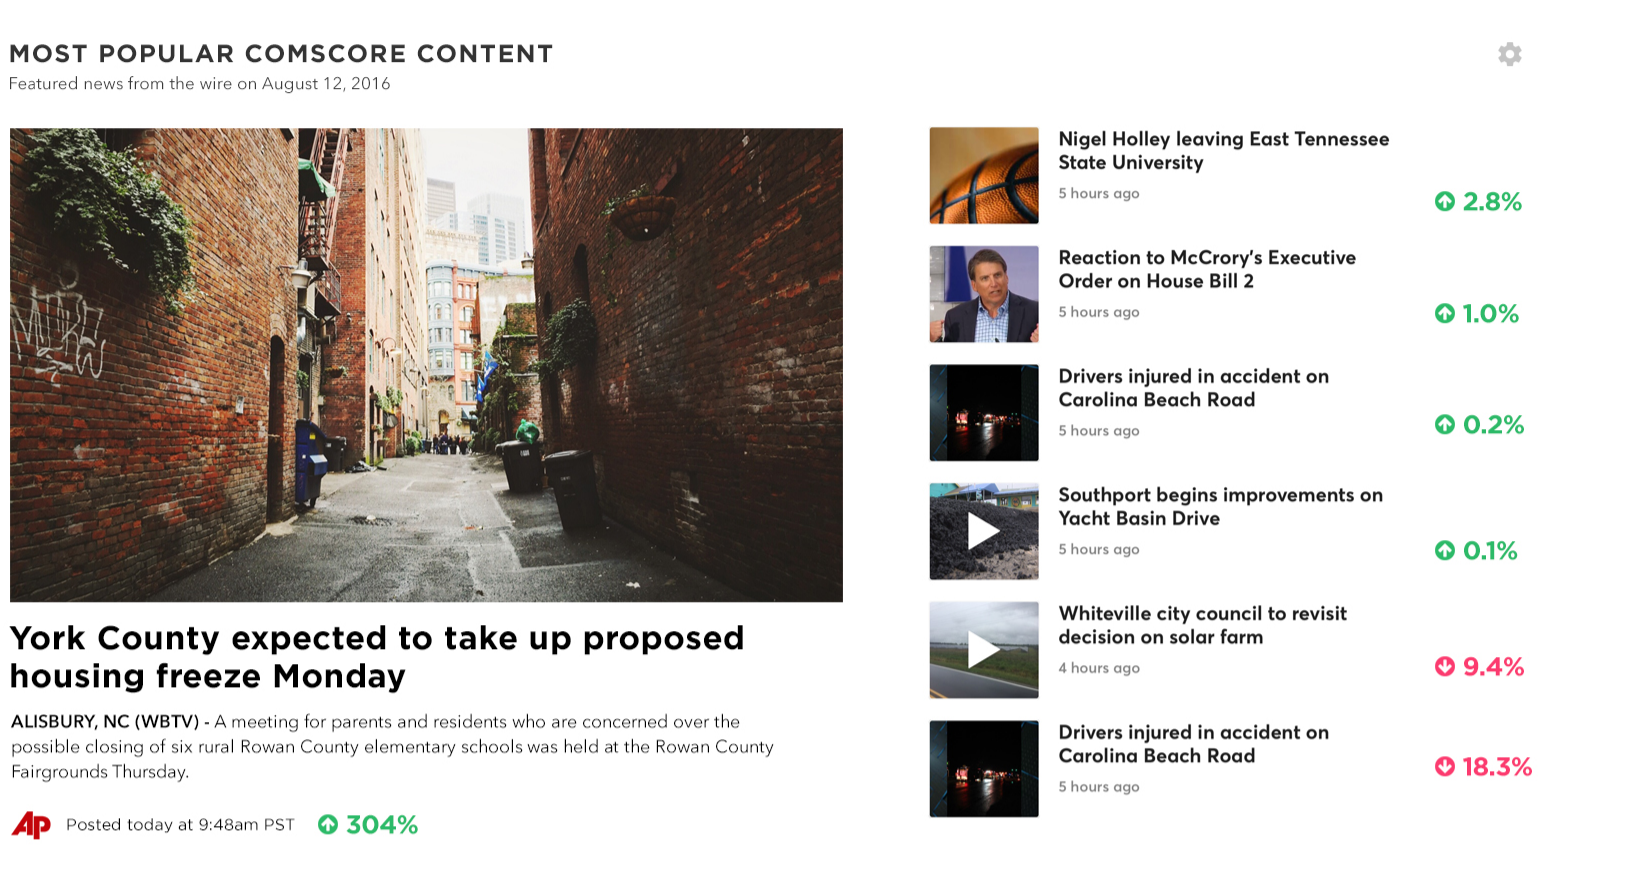 MOST POPULAR COMSCORE CONTENT
Featured news from the wire on August 12, 2016
York County expected to take up proposed
housing freeze Monday
ALISBURY, NC (WBTV) - A meeting for parents and residents who are concerned over the
possible closing of six rural Rowan County elementary schools was held at the Rowan County
Fairgrounds Thursday.
AP Posted today at 9:48am PST 304%
Nigel Holley leaving East Tennessee
State University
5 hours ago
2.8%
Reaction to McCrory's Executive
Order on House Bill 2
5 hours ago
1.0%
Drivers injured in accident on
Carolina Beach Road
5 hours ago
0.2%
Southport begins improvements on
Yacht Basin Drive
5 hours ago
0.1%
Whiteville city council to revisit
decision on solar farm
4 hours ago
9.4%
Drivers injured in accident on
Carolina Beach Road
5 hours ago
18.3%